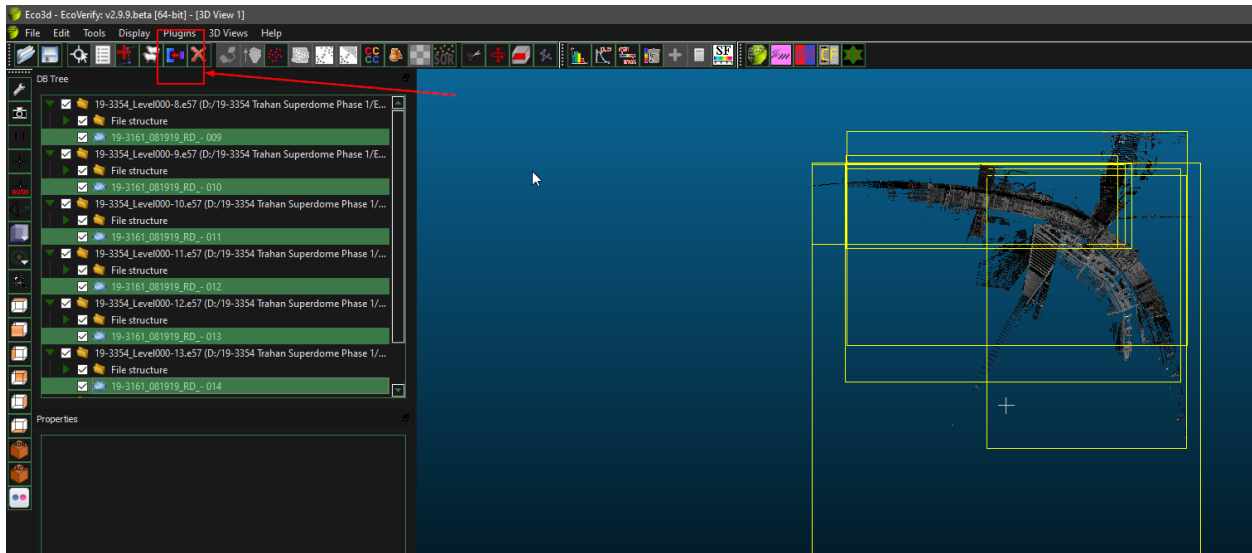 Eco3d - EcoVerify: v2.9.9.beta [64-bit] - [3D View 1]
File Edit Tools Display Plugins 3D Views Help
SOR SF
CC
CC
DB Tree
19-3354_Level000-8.e57 (D:/19-3354 Trahan Superdome Phase 1/E...
File structure
19-3161_081919_RD_- 009
19-3354_Level000-9.e57 (D:/19-3354 Trahan Superdome Phase 1/E...
File structure
19-3161_081919_RD_- 010
19-3354_Level000-10.e57 (D:/19-3354 Trahan Superdome Phase 1/...
File structure
19-3161_081919_RD_- 011
19-3354_Level000-11.e57 (D:/19-3354 Trahan Superdome Phase 1/...
File structure
19-3161_081919_RD_- 012
19-3354_Level000-12.e57 (D:/19-3354 Trahan Superdome Phase 1/...
File structure
19-3161_081919_RD_- 013
19-3354_Level000-13.e57 (D:/19-3354 Trahan Superdome Phase 1/...
File structure
19-3161_081919_RD_- 014
auto
Properties